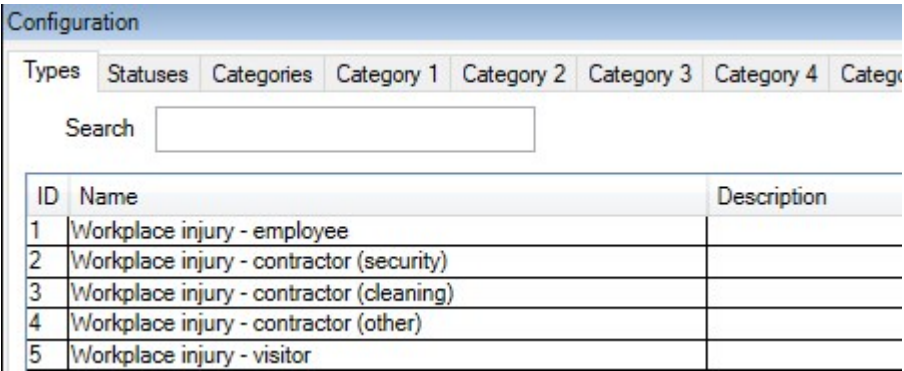 Configuration
Types Statuses Categories Category 1 Category 2 Category 3 Category 4
Search
ID Name Description
1 Workplace injury - employee
2 Workplace injury - contractor (security)
3 Workplace injury - contractor (cleaning)
4 Workplace injury - contractor (other)
5 Workplace injury - visitor